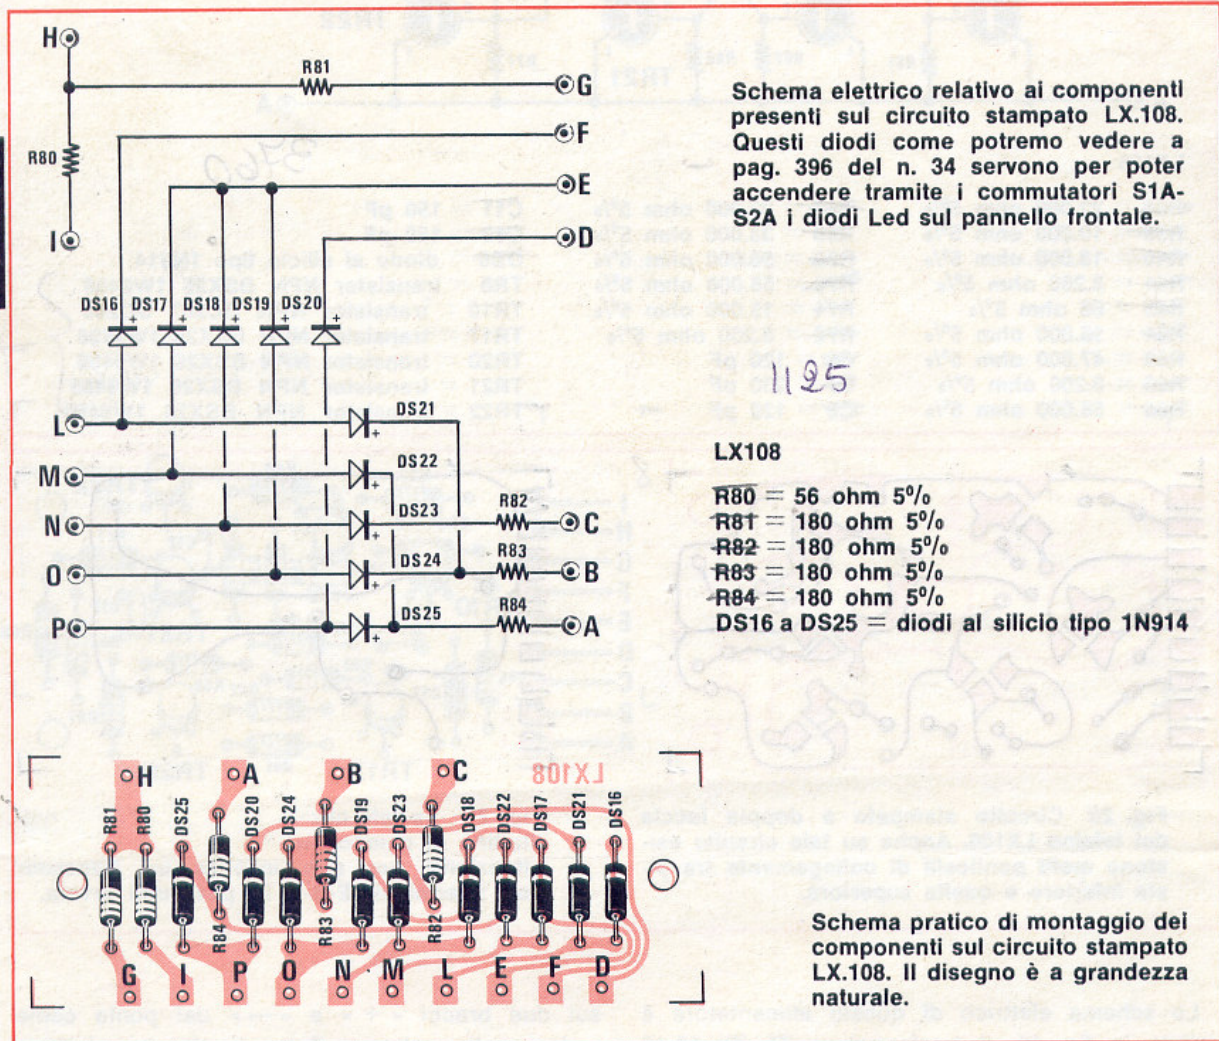 H
R81
G
F
R80
E
I
D
DS16 DS17 DS18 DS19 DS20
L
DS21
M
DS22
N
DS23
R82
C
O
DS24
R83
B
P
DS25
R84
A
Schema elettrico relativo ai componenti
presenti sul circuito stampato LX.108.
Questi diodi come potremo vedere a
pag. 396 del n. 34 servono per poter
accendere tramite i commutatori S1A-
S2A i diodi Led sul pannello frontale.
1125
LX108
R80 = 56 ohm 5%
R81 = 180 ohm 5%
R82 = 180 ohm 5%
R83 = 180 ohm 5%
R84 = 180 ohm 5%
DS16 a DS25 = diodi al silicio tipo 1N914
H A B C LX108
R81 R80 DS25 DS20 DS24 DS19 DS23 DS18 DS22 DS17 DS21 DS16
R84 R83 R82
G I P O N M L E F D
Schema pratico di montaggio dei
componenti sul circuito stampato
LX.108. Il disegno è a grandezza
naturale.